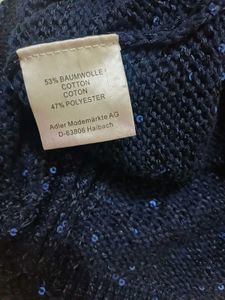 53% BAUMWOLLE
COTTON
COTON
47% POLYESTER
Adler Modemärkte AG
D-63808 Haibach